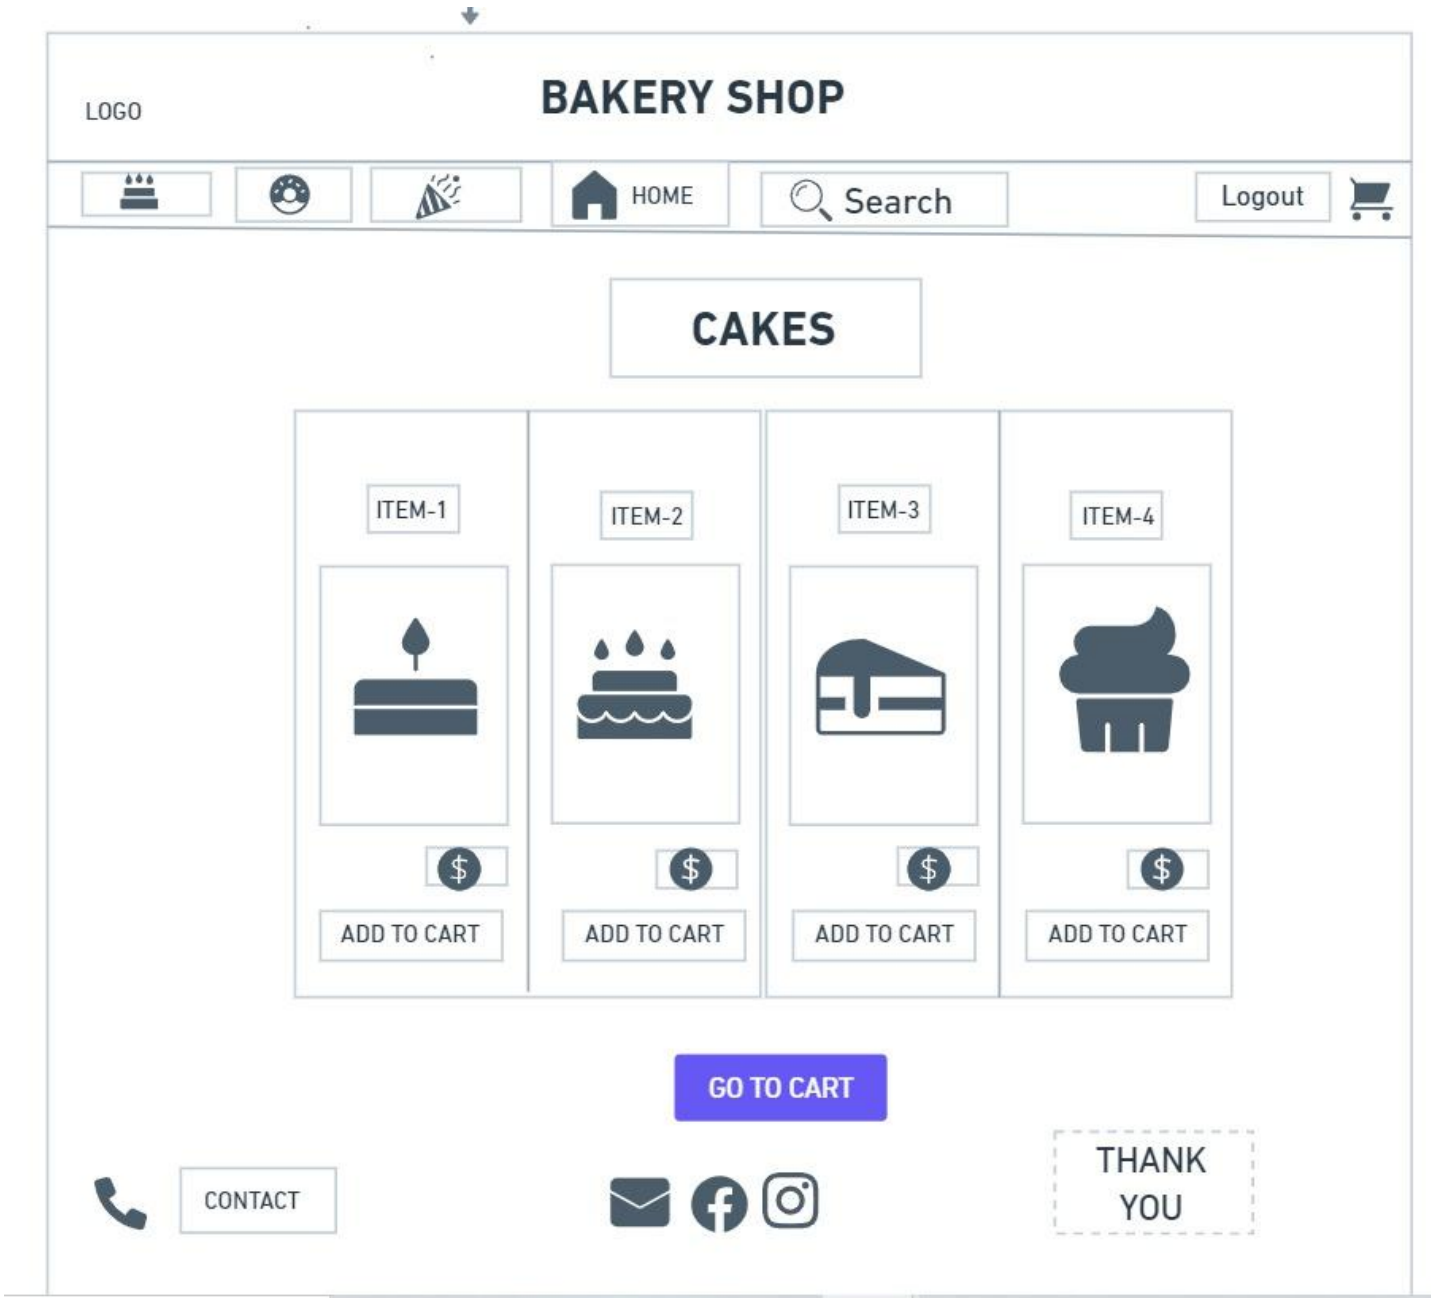 BAKERY SHOP
LOGO
HOME
Search
Logout
CAKES
ITEM-1
ITEM-2
ITEM-3
ITEM-4
$
$
$
$
ADD TO CART
ADD TO CART
ADD TO CART
ADD TO CART
GO TO CART
CONTACT
THANK
YOU